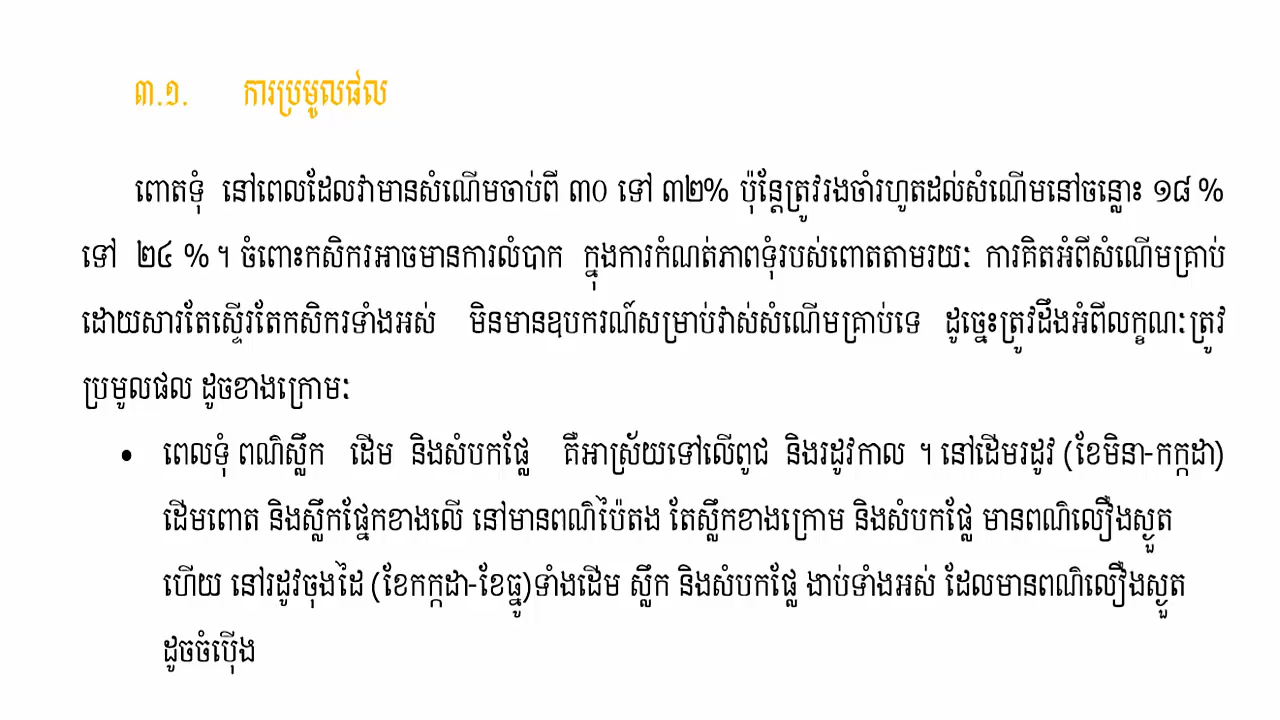 ៣.១. ការប្រមូលផល
ពោតទុំ នៅពេលដែលវាមានសំណើមចាប់ពី ៣0 ទៅ ៣២% ប៉ុន្តែត្រូវរងចាំរហូតដល់សំណើមនៅចន្លោះ ១៨ %
ទៅ ២៤ % ។ ចំពោះកសិករអាចមានការលំបាក ក្នុងការកំណត់ភាពទុំរបស់ពោតតាមរយៈ ការគិតអំពីសំណើមគ្រាប់
ដោយសារតែស្ទើរតែកសិករទាំងអស់ មិនមានឧបករណ៍សម្រាប់វាស់សំណើមគ្រាប់ទេ ដូច្នេះត្រូវដឹងអំពីលក្ខណៈត្រូវ
ប្រមូលផល ដូចខាងក្រោមៈ
• ពេលទុំ ពណ៌ស្លឹក ដើម និងសំបកផ្លែ គឺអាស្រ័យទៅលើពូជ និងរដូវកាល ។ នៅដើមរដូវ (ខែមិនា-កក្កដា)
ដើមពោត និងស្លឹកផ្នែកខាងលើ នៅមានពណ៌បៃតង តែស្លឹកខាងក្រោម និងសំបកផ្លែ មានពណ៌លឿងស្ងួត
ហើយ នៅរដូវចុងដៃ (ខែកក្កដា-ខែធ្នូ)ទាំងដើម ស្លឹក និងសំបកផ្លែ ងាប់ទាំងអស់ ដែលមានពណ៌លឿងស្ងួត
ដូចចំបើ៉ង